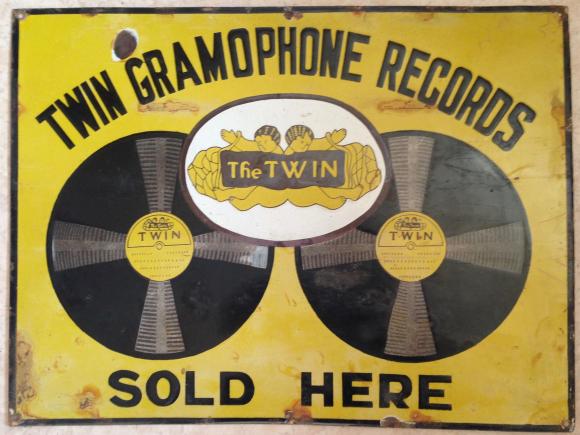 TWIN GRAMOPHONE RECORDS
The TWIN
TWIN
TWIN
SOLD HERE